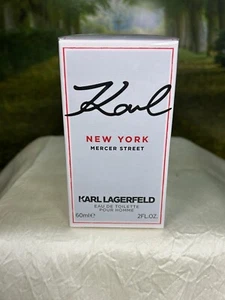 Karl
NEW YORK
MERCER STREET
KARL LAGERFELD
EAU DE TOILETTE
POUR HOMME
60ml℮ 2FL.OZ.